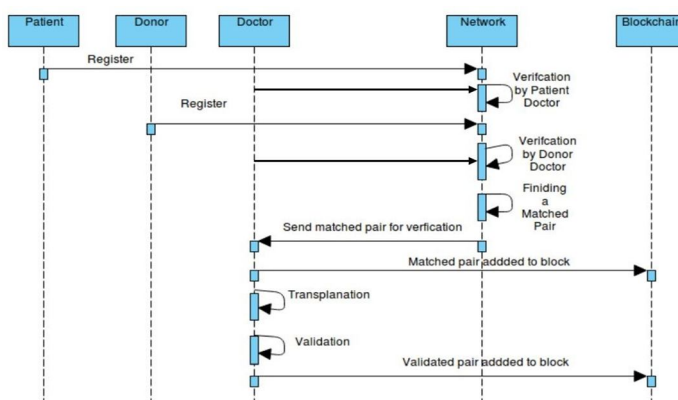 Patient
Donor
Doctor
Network
Blockchain
Register
Verifcation
by Patient
Doctor
Register
Verifcation
by Donor
Doctor
Finiding
a
Matched
Pair
Send matched pair for verfication
Matched pair addded to block
Transplanation
Validation
Validated pair addded to block